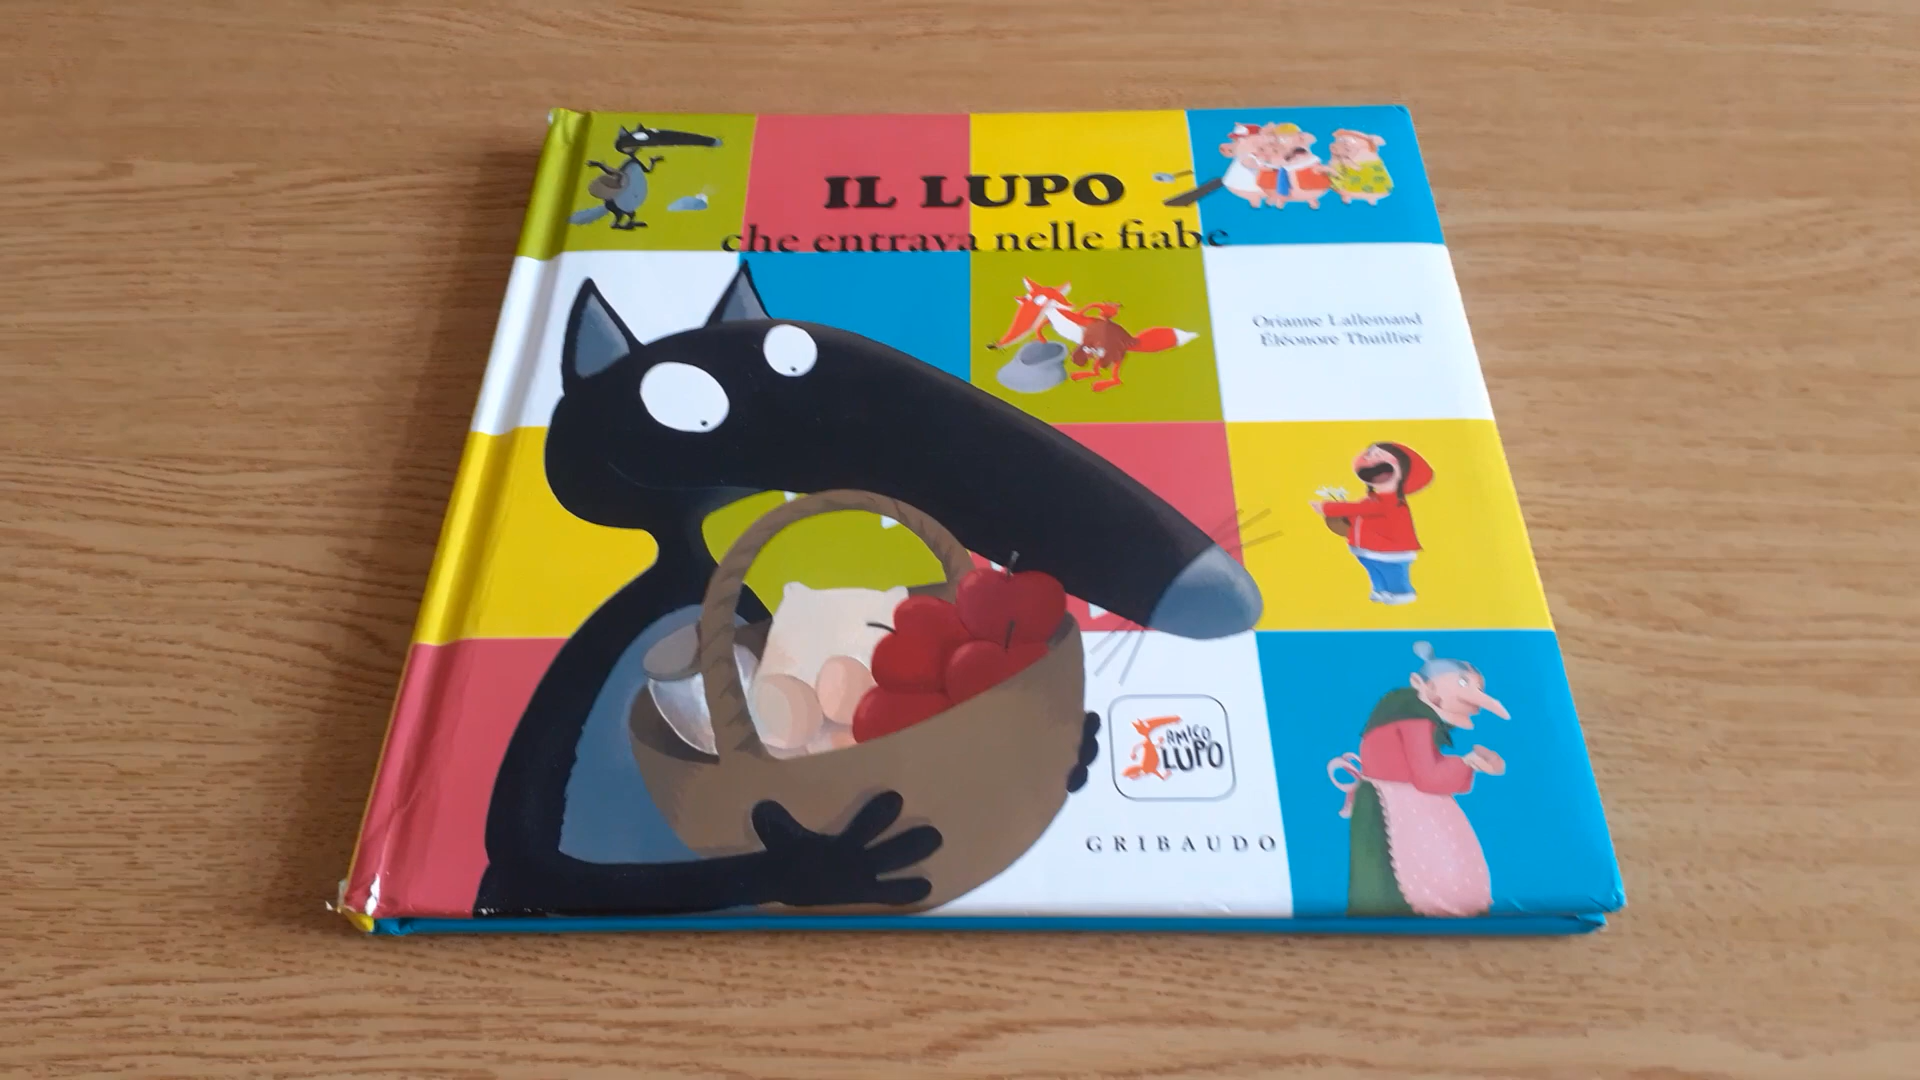 IL LUPO
che entrava nelle fiabe
Orianne Lallemand
Éléonore Thuillier
AMICO
LUPO
GRIBAUDO